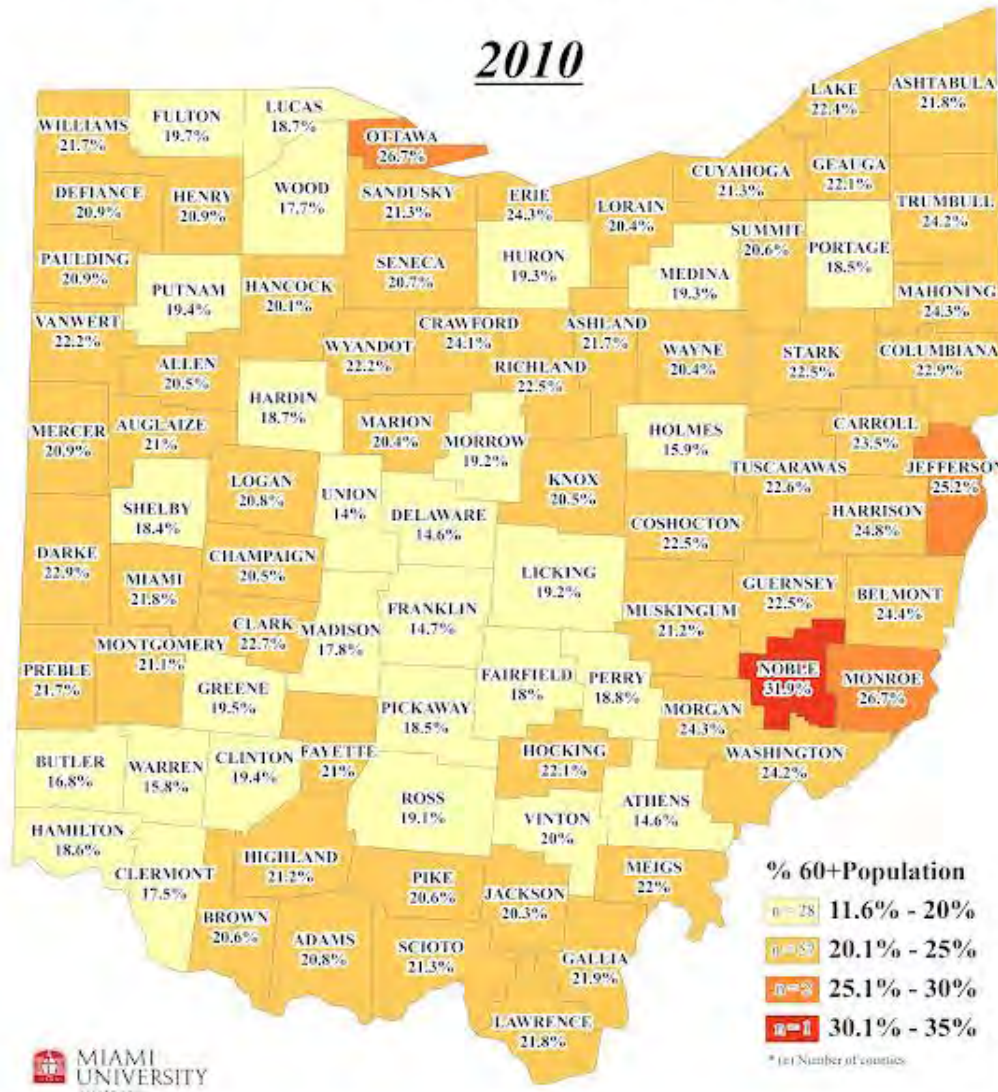 2010
WILLIAMS
21.7%
FULTON
19.7%
LUCAS
18.7%
OTTAWA
26.7%
LAKE
22.4%
ASHTABULA
21.8%
DEFIANCE
20.9%
HENRY
20.9%
WOOD
17.7%
SANDUSKY
21.3%
ERIE
24.3%
LORAIN
20.4%
CUYAHOGA
21.3%
GEAUGA
22.1%
TRUMBULL
24.2%
PAULDING
20.9%
PUTNAM
19.4%
HANCOCK
20.1%
SENECA
20.7%
HURON
19.3%
MEDINA
19.3%
SUMMIT
20.6%
PORTAGE
18.5%
MAHONING
24.3%
VANWERT
22.2%
ALLEN
20.5%
WYANDOT
22.2%
CRAWFORD
24.1%
RICHLAND
22.5%
ASHLAND
21.7%
WAYNE
20.4%
STARK
22.5%
COLUMBIANA
22.9%
MERCER
20.9%
AUGLAIZE
21%
HARDIN
18.7%
MARION
20.4%
MORROW
19.2%
HOLMES
15.9%
CARROLL
23.5%
JEFFERSON
25.2%
SHELBY
18.4%
LOGAN
20.8%
UNION
14%
DELAWARE
14.6%
KNOX
20.5%
COSHOCTON
22.5%
TUSCARAWAS
22.6%
HARRISON
24.8%
DARKE
22.9%
MIAMI
21.8%
CHAMPAIGN
20.5%
LICKING
19.2%
GUERNSEY
22.5%
BELMONT
24.4%
CLARK
22.7%
MADISON
17.8%
FRANKLIN
14.7%
MUSKINGUM
21.2%
PREBLE
21.7%
MONTGOMERY
21.1%
GREENE
19.5%
PICKAWAY
18.5%
FAIRFIELD
18%
PERRY
18.8%
MORGAN
24.3%
NOBLE
31.9%
MONROE
26.7%
BUTLER
16.8%
WARREN
15.8%
CLINTON
19.4%
FAYETTE
21%
HOCKING
22.1%
WASHINGTON
24.2%
ROSS
19.1%
VINTON
20%
ATHENS
14.6%
HAMILTON
18.6%
CLERMONT
17.5%
HIGHLAND
21.2%
PIKE
20.6%
JACKSON
20.3%
MEIGS
22%
BROWN
20.6%
ADAMS
20.8%
SCIOTO
21.3%
GALLIA
21.9%
LAWRENCE
21.8%
% 60+Population
n = 28 11.6% - 20%
n = 57 20.1% - 25%
n = 2 25.1% - 30%
n = 1 30.1% - 35%
* (n) Number of counties
MIAMI
UNIVERSITY